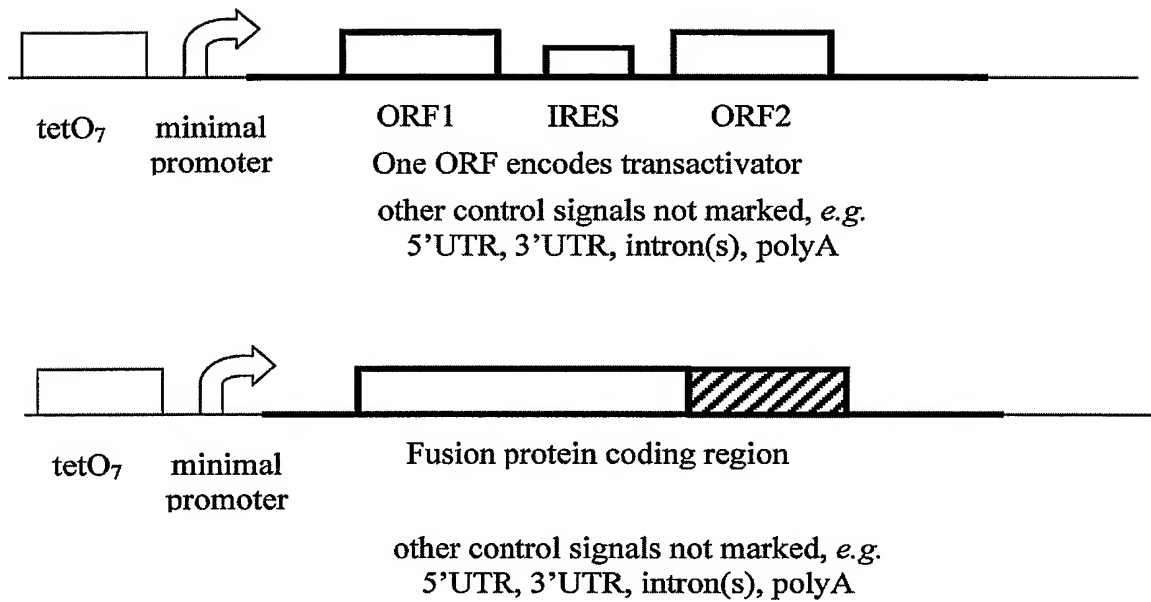 ORF1 IRES ORF2
tetO₇ minimal
promoter
One ORF encodes transactivator
other control signals not marked, e.g.
5’UTR, 3’UTR, intron(s), polyA
Fusion protein coding region
tetO₇ minimal
promoter
other control signals not marked, e.g.
5’UTR, 3’UTR, intron(s), polyA